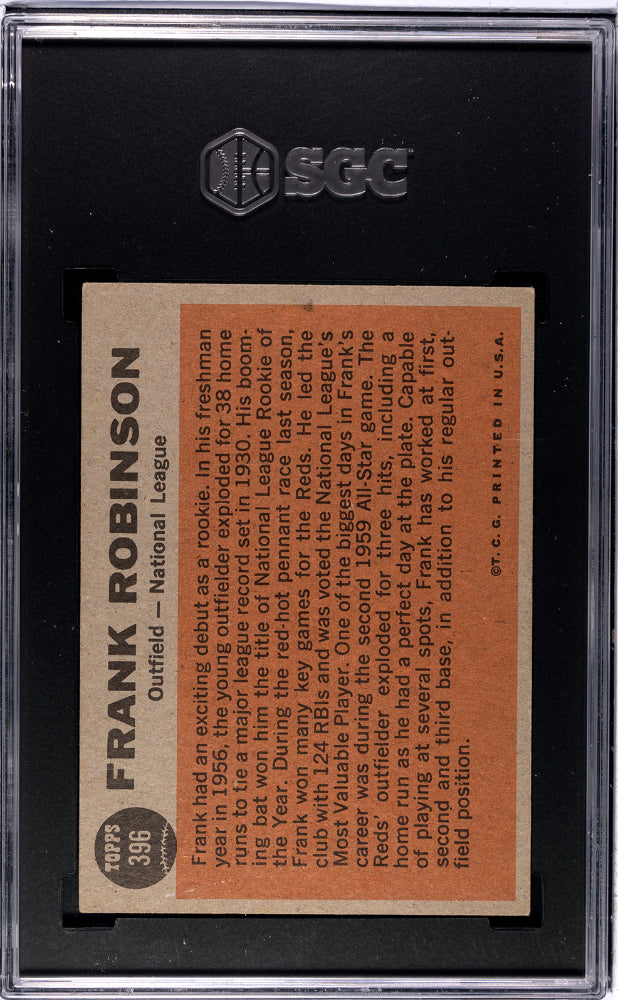 SGC
TOPPS
396
FRANK ROBINSON
Outfield — National League
Frank had an exciting debut as a rookie. In his freshman
year in 1956, the young outfielder exploded for 38 home
runs to tie a major league record set in 1930. His boom-
ing bat won him the title of National League Rookie of
the Year. During the red-hot pennant race last season,
Frank won many key games for the Reds. He led the
club with 124 RBIs and was voted the National League's
Most Valuable Player. One of the biggest days in Frank's
career was during the second 1959 All-Star game. The
Reds' outfielder exploded for three hits, including a
home run as he had a perfect day at the plate. Capable
of playing at several spots, Frank has worked at first,
second and third base, in addition to his regular out-
field position.
©T. C. G. PRINTED IN U.S.A.